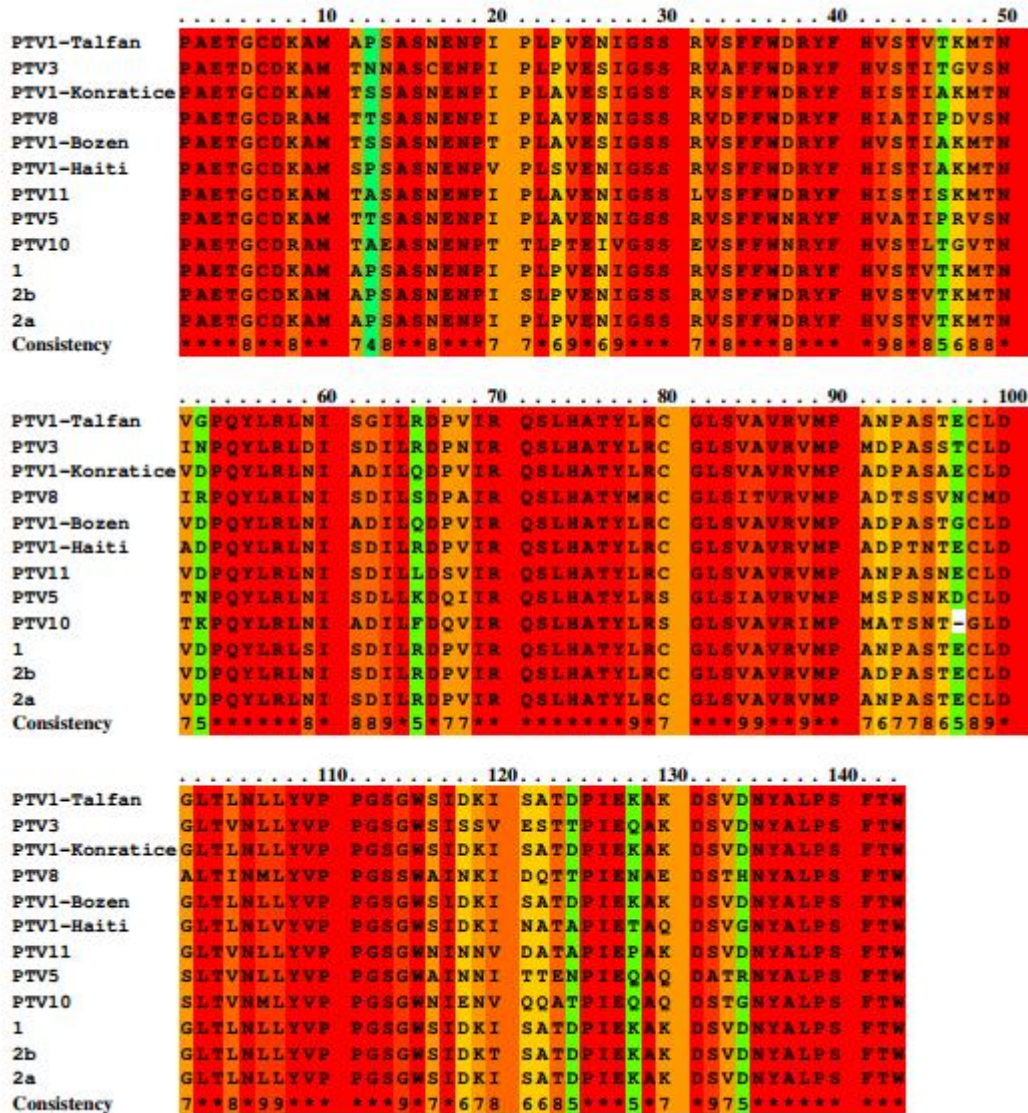 . . . . . . . . . 10 . . . . . . . . . 20 . . . . . . . . . 30 . . . . . . . . . 40 . . . . . . . . . 50
PTV1-Talfan PAETGCDKAM APSASNENPI PLPVENIGSS RVSFFWDRYF HVSTVTKMTN
PTV3 PAETDCDKAM TNNASCENPI PLPVESIGSN RVAFFWDRYF HVSTITGVSN
PTV1-Konratice PAETGCDKAM TSSASNENPI PLAVESIGSS RVSFFWDRYF HISTIAKMTN
PTV8 PAETGCDRAM TTSASNENPI PLAVENIGSS RVDFFWDRYF HIATIPDVSN
PTV1-Bozen PAETGCDKAM TSSASNENPT PLAVESIGSS RVSFFWDRYF HVSTIAKMTN
PTV1-Haiti PAETGCDKAM SPSASNENPV PLSVENIGSS RVSFFWDRYF HISTIAKMTN
PTV11 PAETGCDKAM TASASNENPI PLAVENIGSS LVSFFWDRYF HISTISKMTN
PTV5 PAETGCDKAM TTSASNENPI PLAVENIGSS RVSFFWNRYF HVATIPRVSN
PTV10 PAETGCDRAM TAEASNENPT TLPTEIVGSS EVSFFWNRYF HVSTLTGVTN
1 PAETGCDKAM APSASNENPI PLPVENIGSS RVSFFWDRYF HVSTVTKMTN
2b PAETGCDKAM APSASNENPI SLPVENIGSS RVSFFWDRYF HVSTVTKMTN
2a PAETGCDKAM APSASNENPI PLPVENIGSS RVSFFWDRYF HVSTVTKMTN
Consistency ****8**8** 748**8***7 7*69*69*** 7*8***8*** *98*85688*
. . . . . . . . . 60 . . . . . . . . . 70 . . . . . . . . . 80 . . . . . . . . . 90 . . . . . . . . . 100
PTV1-Talfan VGPQYLRLNI SGILRDPVIR QSLHATYLRC GLSVAVRVMP ANPASTECLD
PTV3 INPQYLRLDI SDILRDPNIR QSLHATYLRC GLSVAVRVMP MDPASSTCLD
PTV1-Konratice VDPQYLRLNI ADILQDPVIR QSLHATYLRC GLSVAVRVMP ADPASAECLD
PTV8 IRPQYLRLNI SDILSDPAIR QSLHATYMRC GLSITVRVMP ADTSSVNCMD
PTV1-Bozen VDPQYLRLNI ADILQDPVIR QSLHATYLRC GLSVAVRVMP ADPASTGCLD
PTV1-Haiti ADPQYLRLNI SDILRDPVIR QSLHATYLRC GLSVAVRVMP ADPTNTECLD
PTV11 VDPQYLRLNI SDILLDSVIR QSLHATYLRC GLSVAVRVMP ANPASNECLD
PTV5 TNPQYLRLNI SDLLKDQIIR QSLHATYLRS GLSIAVRVMP MSPSNKDCLD
PTV10 TKPQYLRLNI ADILFDQVIR QSLHATYLRS GLSVAVRIMP MATSNT-GLD
1 VDPQYLRLSI SDILRDPVIR QSLHATYLRC GLSVAVRVMP ANPASTECLD
2b VDPQYLRLNI SDILRDPVIR QSLHATYLRC GLSVAVRVMP ANPASTECLD
2a VDPQYLRLNI SDILRDPVIR QSLHATYLRC GLSVAVRVMP ANPASTECLD
Consistency 75******8* 889*5*77** *******9*7 ***99**9** 767786589*
. . . . . . . . . 110 . . . . . . . . . 120 . . . . . . . . . 130 . . . . . . . . . 140 . . .
PTV1-Talfan GLTLNLLYVP PGSGWSIDKI SATDPIEKAK DSVDNYALPS FTW
PTV3 GLTVNLLYVP PGSGWSISSV ESTTPIEQAK DSVDNYALPS FTW
PTV1-Konratice GLTLNLLYVP PGSGWSIDKI SATDPIEKAK DSVDNYALPS FTW
PTV8 ALTINMLYVP PGSSWAINKI DQTTPIENAE DSTHNYALPS FTW
PTV1-Bozen GLTLNLLYVP PGSGWSIDKI SATDPIEKAK DSVDNYALPS FTW
PTV1-Haiti GLTLNLVYVP PGSGWSIDKI NATAPIETAQ DSVGNYALPS FTW
PTV11 GLTVNLLYVP PGSGWNINNV DATAPIEPAK DSVDNYALPS FTW
PTV5 SLTVNLLYVP PGSGWAINNI TTENPIEQAQ DATRNYALPS FTW
PTV10 SLTVNMLYVP PGSGWNIENV QQATPIEQAQ DSTGNYALPS FTW
1 GLTLNLLYVP PGSGWSIDKI SATDPIEKAK DSVDNYALPS FTW
2b GLTLNLLYVP PGSGWSIDKT SATDPIEKAK DSVDNYALPS FTW
2a GLTLNLLYVP PGSGWSIDKI SATDPIEKAK DSVDNYALPS FTW
Consistency 7**8*99*** ****9*7*678 6685***5*7 *975****** ***